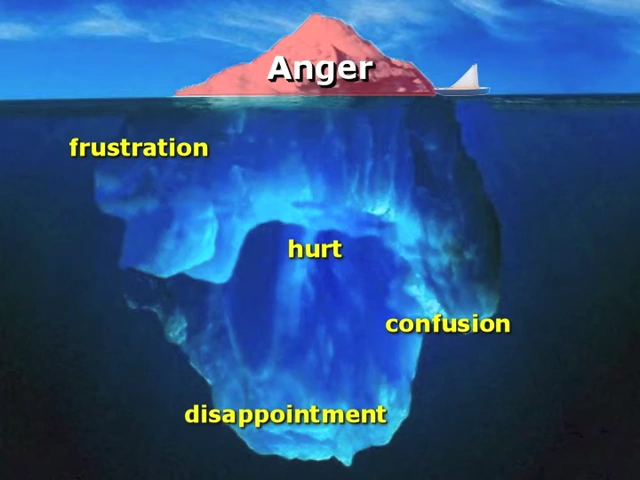 Anger
frustration
hurt
confusion
disappointment